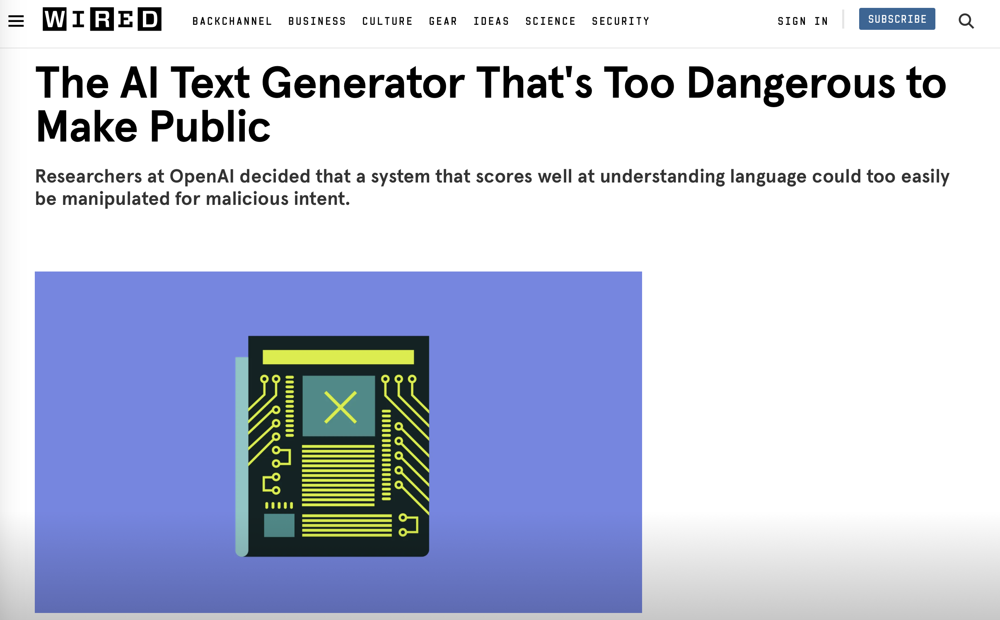 WIRED BACKCHANNEL BUSINESS CULTURE GEAR IDEAS SCIENCE SECURITY SIGN IN SUBSCRIBE
The AI Text Generator That's Too Dangerous to
Make Public
Researchers at OpenAI decided that a system that scores well at understanding language could too easily
be manipulated for malicious intent.